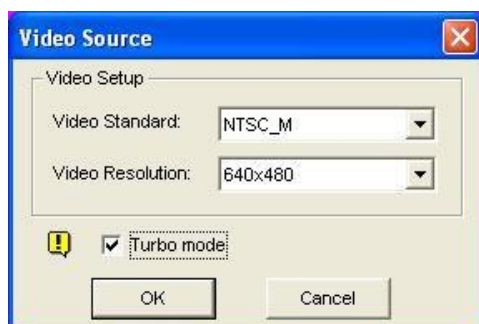 Video Source
Video Setup
Video Standard: NTSC_M
Video Resolution: 640x480
Turbo mode
OK Cancel